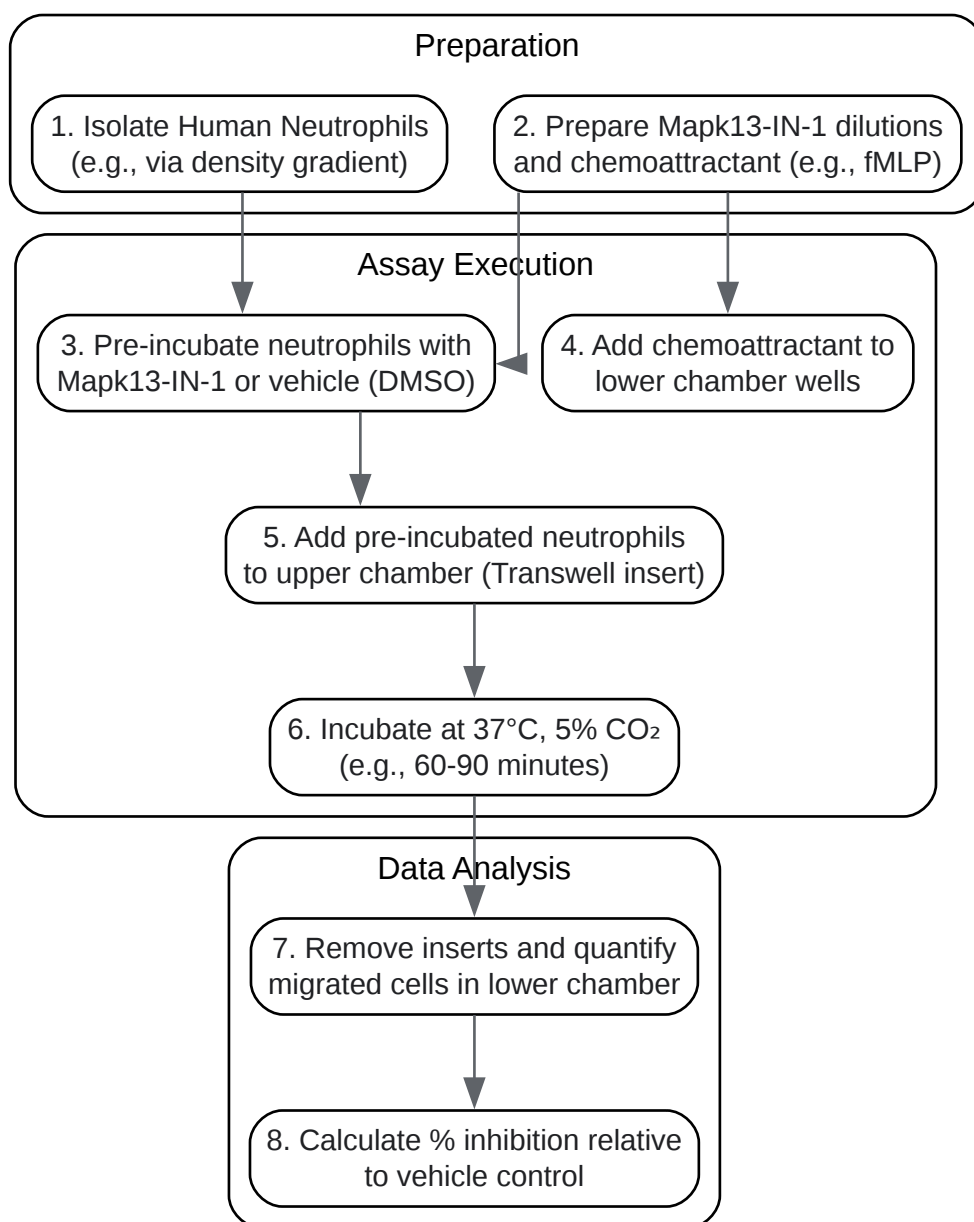 Preparation
1. Isolate Human Neutrophils
(e.g., via density gradient)
2. Prepare Mapk13-IN-1 dilutions
and chemoattractant (e.g., fMLP)
Assay Execution
3. Pre-incubate neutrophils with
Mapk13-IN-1 or vehicle (DMSO)
4. Add chemoattractant to
lower chamber wells
5. Add pre-incubated neutrophils
to upper chamber (Transwell insert)
6. Incubate at 37°C, 5% CO₂
(e.g., 60-90 minutes)
Data Analysis
7. Remove inserts and quantify
migrated cells in lower chamber
8. Calculate % inhibition relative
to vehicle control